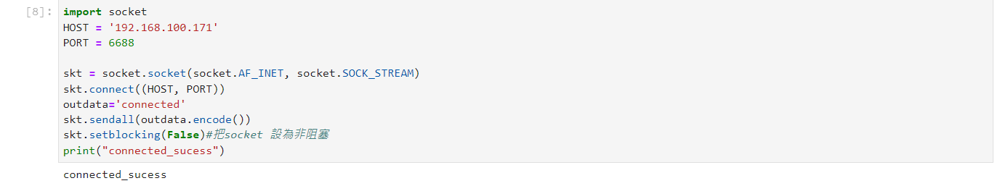 [8]: import socket
HOST = '192.168.100.171'
PORT = 6688
skt = socket.socket(socket.AF_INET, socket.SOCK_STREAM)
skt.connect((HOST, PORT))
outdata='connected'
skt.sendall(outdata.encode())
skt.setblocking(False)#把socket 設為非阻塞
print("connected_sucess")
connected_sucess